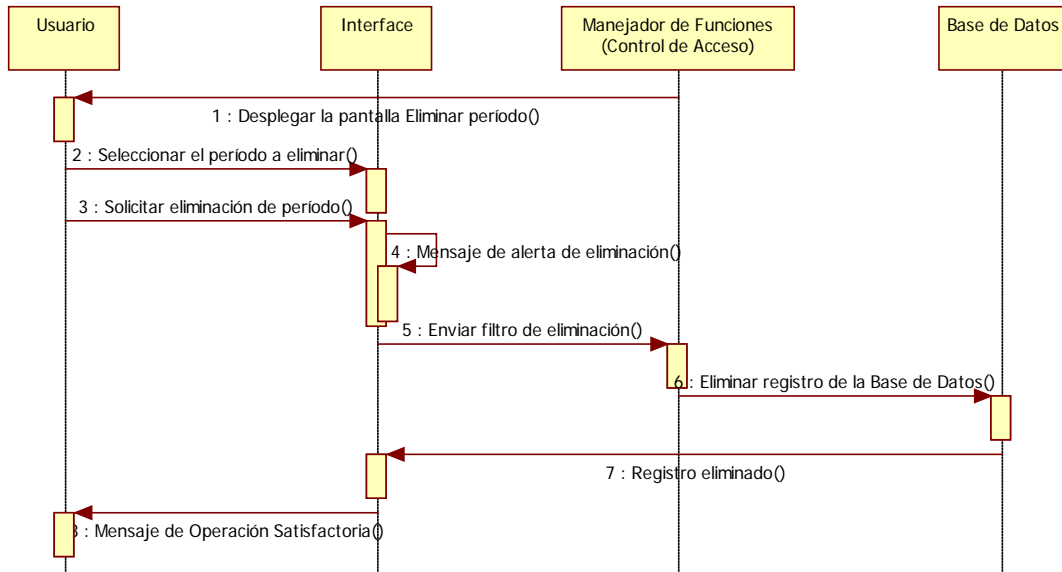 Usuario
Interface
Manejador de Funciones
(Control de Acceso)
Base de Datos
1 : Desplegar la pantalla Eliminar período()
2 : Seleccionar el período a eliminar()
3 : Solicitar eliminación de período()
4 : Mensaje de alerta de eliminación()
5 : Enviar filtro de eliminación()
6 : Eliminar registro de la Base de Datos()
7 : Registro eliminado()
8 : Mensaje de Operación Satisfactoria()